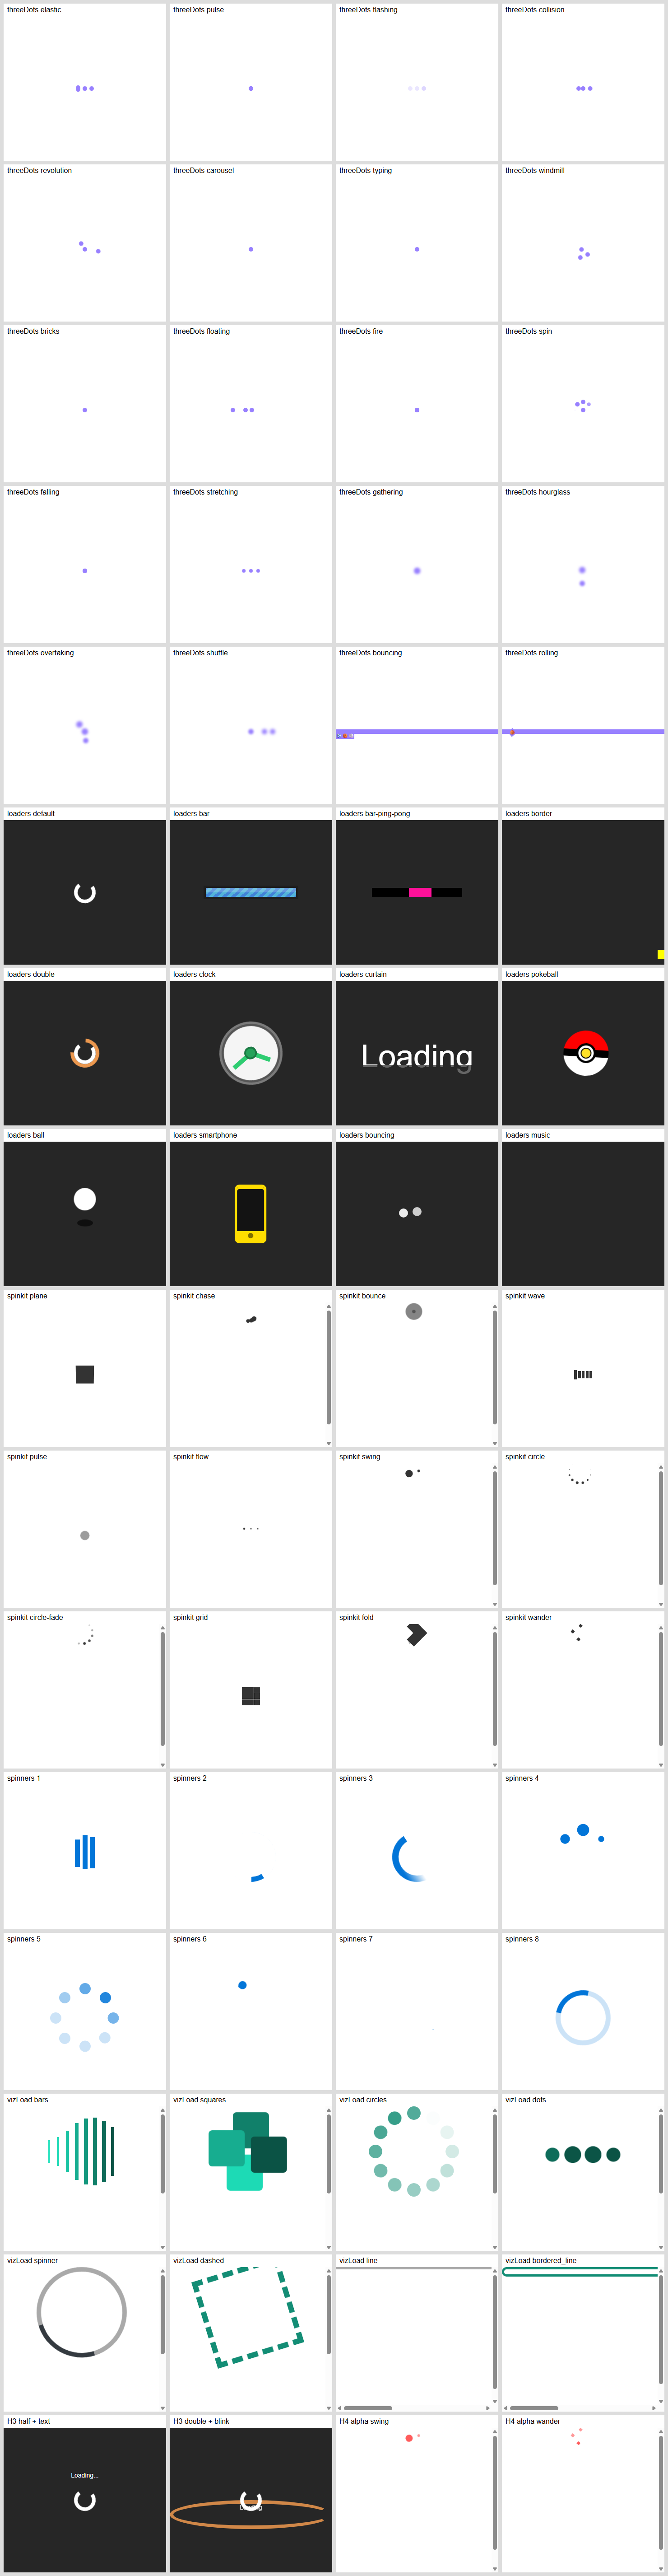 threeDots elastic
threeDots pulse
threeDots flashing
threeDots collision
threeDots revolution
threeDots carousel
threeDots typing
threeDots windmill
threeDots bricks
threeDots floating
threeDots fire
threeDots spin
threeDots falling
threeDots stretching
threeDots gathering
threeDots hourglass
threeDots overtaking
threeDots shuttle
threeDots bouncing
threeDots rolling
loaders default
loaders bar
loaders bar-ping-pong
loaders border
loaders double
loaders clock
loaders curtain
loaders pokeball
Loading
loaders ball
loaders smartphone
loaders bouncing
loaders music
spinkit plane
spinkit chase
spinkit bounce
spinkit wave
spinkit pulse
spinkit flow
spinkit swing
spinkit circle
spinkit circle-fade
spinkit grid
spinkit fold
spinkit wander
spinners 1
spinners 2
spinners 3
spinners 4
spinners 5
spinners 6
spinners 7
spinners 8
vizLoad bars
vizLoad squares
vizLoad circles
vizLoad dots
vizLoad spinner
vizLoad dashed
vizLoad line
vizLoad bordered_line
H3 half + text
H3 double + blink
H4 alpha swing
H4 alpha wander
Loading...